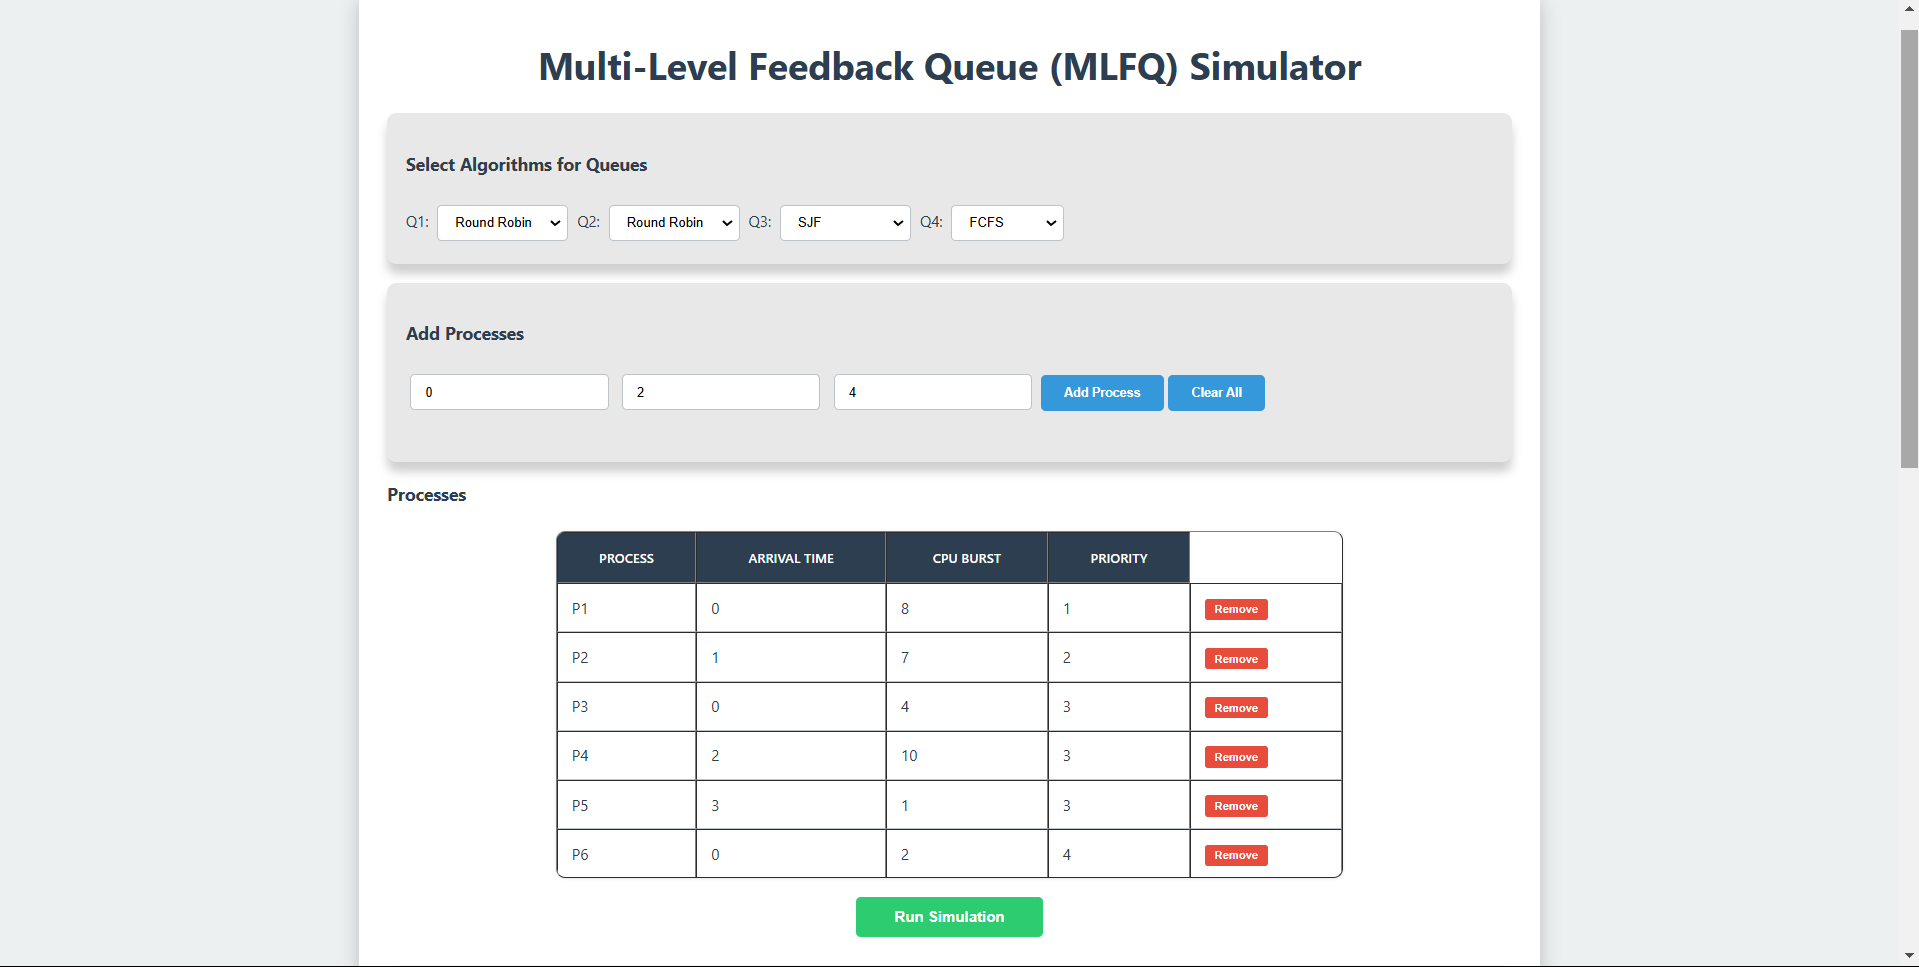 Multi-Level Feedback Queue (MLFQ) Simulator
Select Algorithms for Queues
Q1: Round Robin Q2: Round Robin Q3: SJF Q4: FCFS
Add Processes
0 2 4 Add Process Clear All
Processes
PROCESS ARRIVAL TIME CPU BURST PRIORITY
P1 0 8 1 Remove
P2 1 7 2 Remove
P3 0 4 3 Remove
P4 2 10 3 Remove
P5 3 1 3 Remove
P6 0 2 4 Remove
Run Simulation